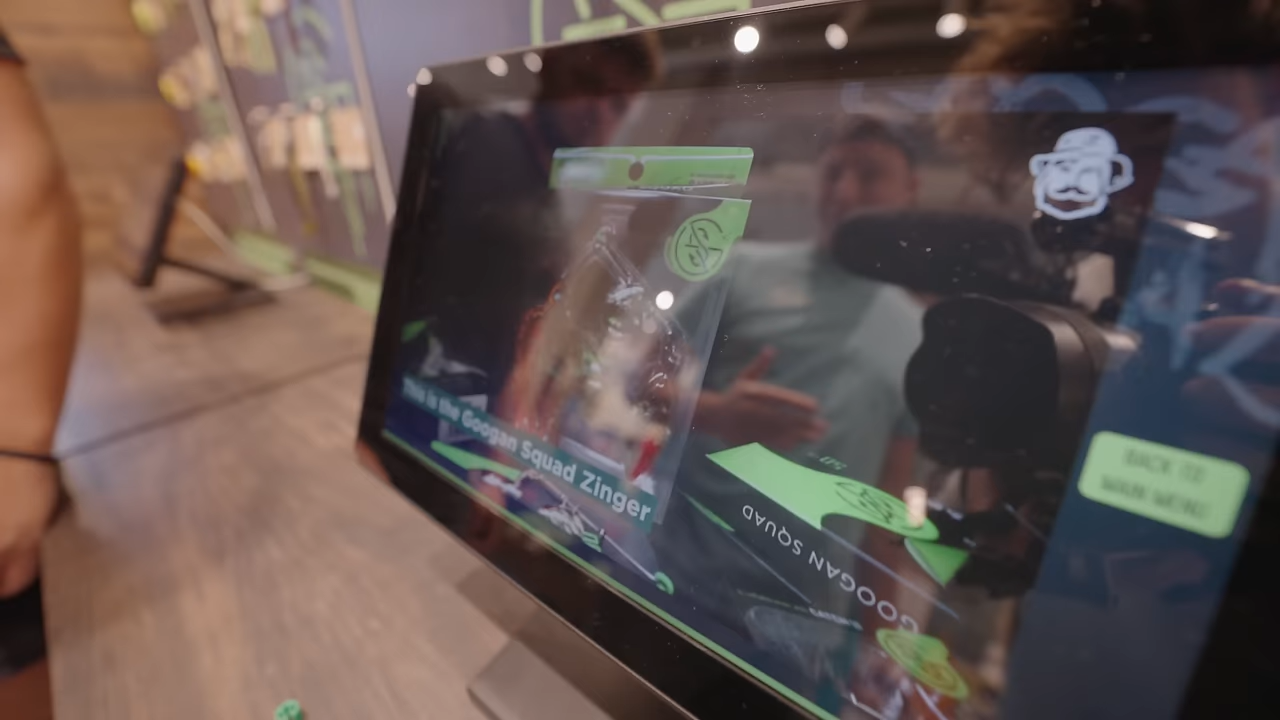 This is the Googan Squad Zinger
GOOGAN SQUAD
BACK TO
MAIN MENU